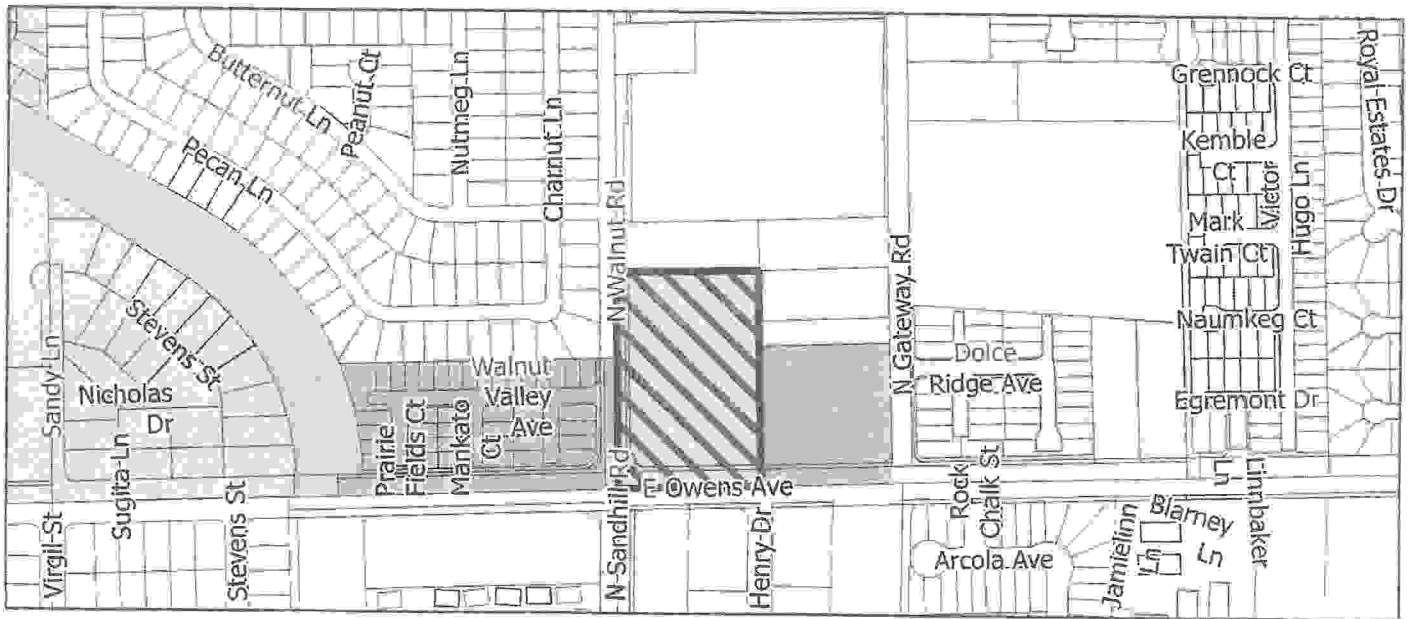 Butternut Ln
Peanut Ct
Nutmeg Ln
Charnut Ln
Pecan Ln
N Walnut Rd
N Gateway Rd
Grennock Ct
Kemble
Ct
Mark
Twain Ct
Victor
Hugo Ln
Royal Estates Dr
Naumkeg Ct
Egremont Dr
Dolce
Ridge Ave
Stevens St
Sandy Ln
Nicholas
Dr
Walnut
Valley
Ave
Prairie
Fields Ct
Mankato
Ct
N Sandhill Rd
E Owens Ave
Sugita Ln
Virgil St
Stevens St
Henry Dr
Rock
Chalk St
Arcola Ave
Jamielinn
Ln
Blarney
Ln
Linnbaker
Ln